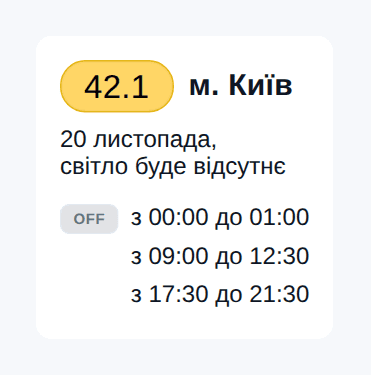 42.1 м. Київ
20 листопада,
світло буде відсутнє
OFF з 00:00 до 01:00
з 09:00 до 12:30
з 17:30 до 21:30